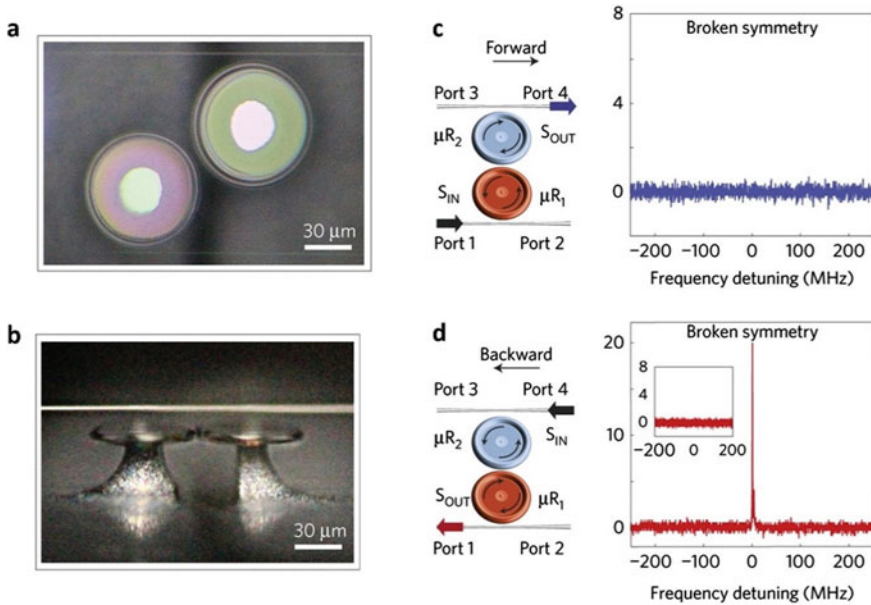 a
30 μm
b
30 μm
c
Forward
Port 3 Port 4
μR2 SOUT
SIN μR1
Port 1 Port 2
Broken symmetry
8
4
0
−200 −100 0 100 200
Frequency detuning (MHz)
d
Backward
Port 3 Port 4
μR2 SIN
SOUT μR1
Port 1 Port 2
Broken symmetry
20
10
0
8
4
0
−200 0 200
−200 −100 0 100 200
Frequency detuning (MHz)